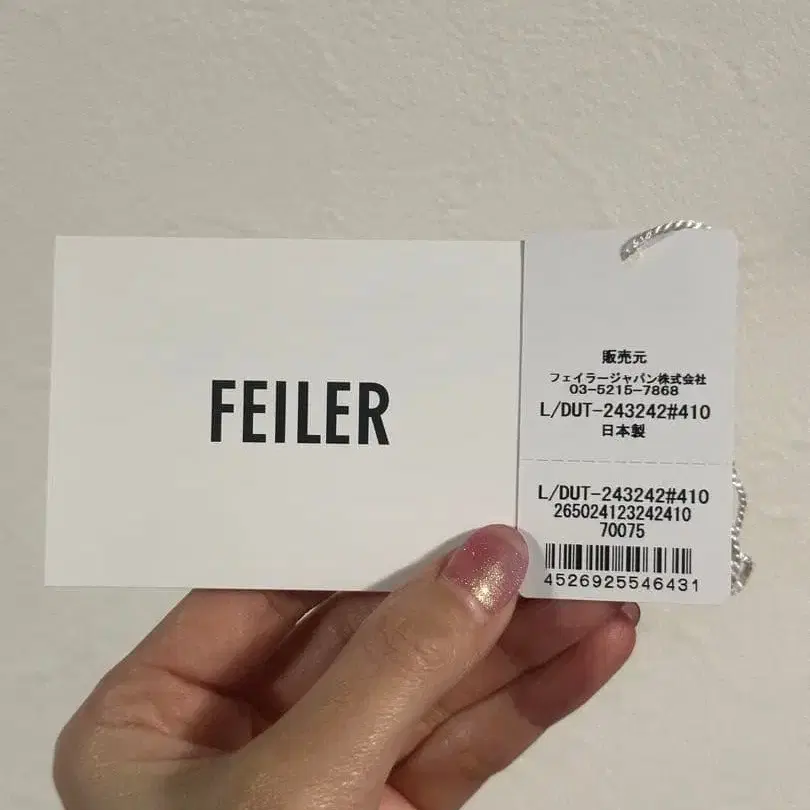 FEILER
販売元
フェイラージャパン株式会社
03-5215-7868
L/DUT-243242#410
日本製
L/DUT-243242#410
265024123242410
70075
4526925546431